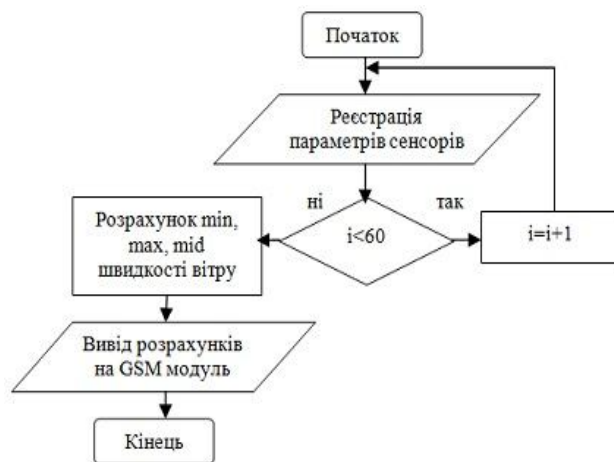 Початок
Реєстрація
параметрів сенсорів
ні
так
Розрахунок min,
max, mid
швидкості вітру
i<60
i=i+1
Вивід розрахунків
на GSM модуль
Кінець